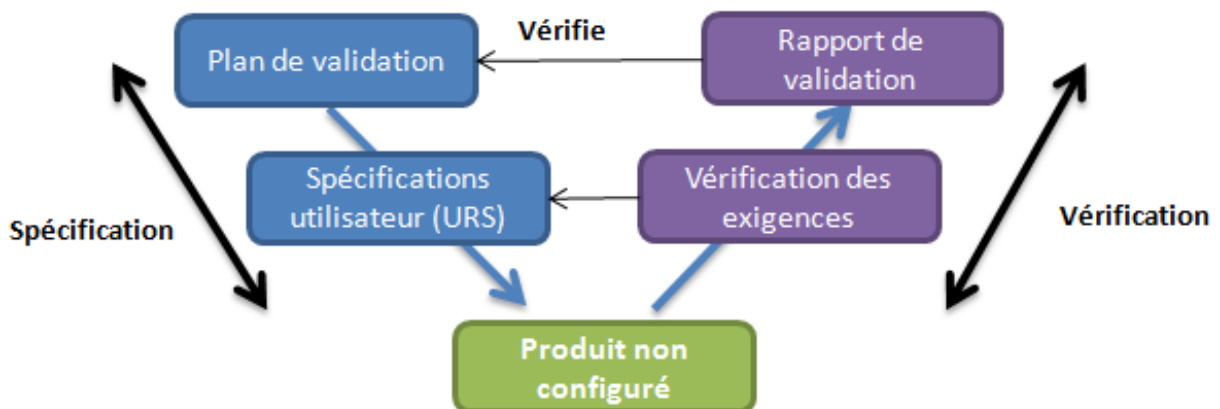 Vérifie
Plan de validation
Rapport de
validation
Spécifications
utilisateur (URS)
Vérification des
exigences
Spécification
Vérification
Produit non
configuré